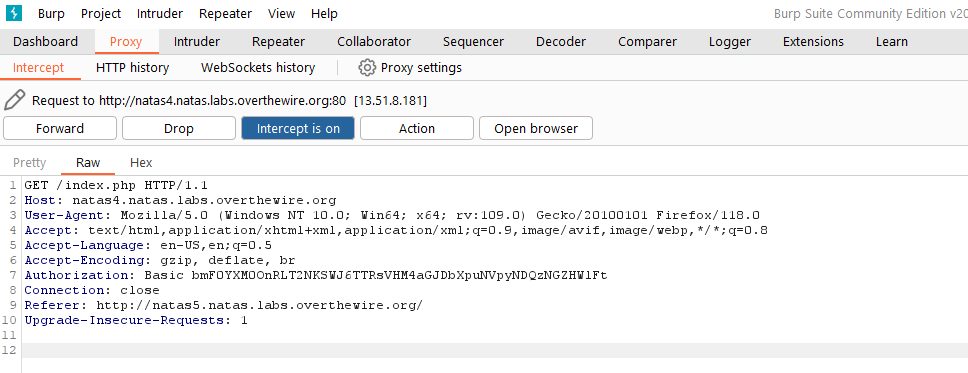 Burp Project Intruder Repeater View Help Burp Suite Community Edition v20
Dashboard Proxy Intruder Repeater Collaborator Sequencer Decoder Comparer Logger Extensions Learn
Intercept HTTP history WebSockets history Proxy settings
Request to http://natas4.natas.labs.overthewire.org:80 [13.51.8.181]
Forward Drop Intercept is on Action Open browser
Pretty Raw Hex
1 GET /index.php HTTP/1.1
2 Host: natas4.natas.labs.overthewire.org
3 User-Agent: Mozilla/5.0 (Windows NT 10.0; Win64; x64; rv:109.0) Gecko/20100101 Firefox/118.0
4 Accept: text/html,application/xhtml+xml,application/xml;q=0.9,image/avif,image/webp,*/*;q=0.8
5 Accept-Language: en-US,en;q=0.5
6 Accept-Encoding: gzip, deflate, br
7 Authorization: Basic
8 Connection: close
9 Referer: http://natas5.natas.labs.overthewire.org/
10 Upgrade-Insecure-Requests: 1
11
12